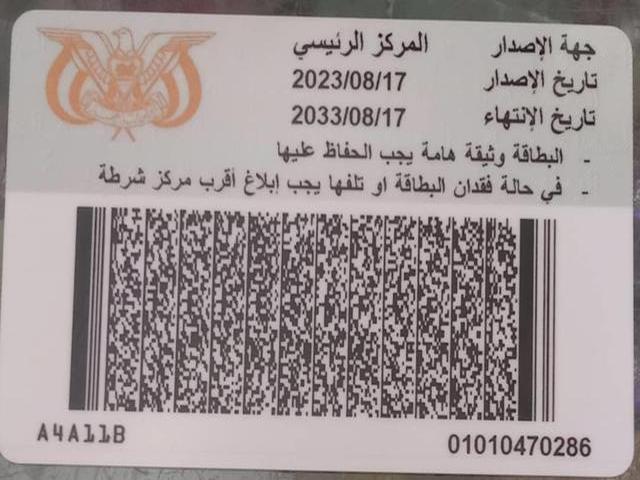 جهة الإصدار المركز الرئيسي
تاريخ الإصدار 2023/08/17
تاريخ الإنتهاء 2033/08/17
- البطاقة وثيقة هامة يجب الحفاظ عليها
- في حالة فقدان البطاقة او تلفها يجب إبلاغ أقرب مركز شرطة
A4A11B 01010470286